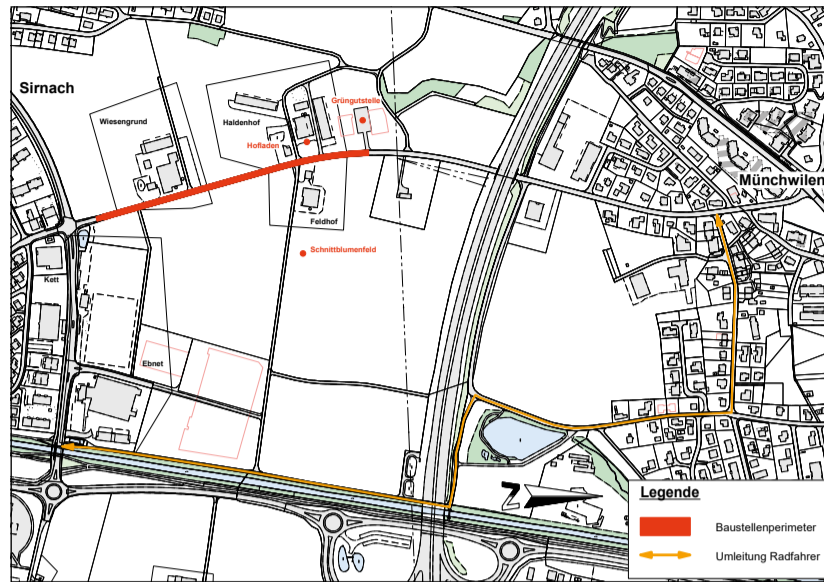 Sirnach
Wiesengrund
Haldenhof
Grüngutstelle
Hofladen
Münchwilen
Feldhof
Schnittblumenfeld
Kett
Ebnet
N
Legende
Baustellenperimeter
Umleitung Radfahrer